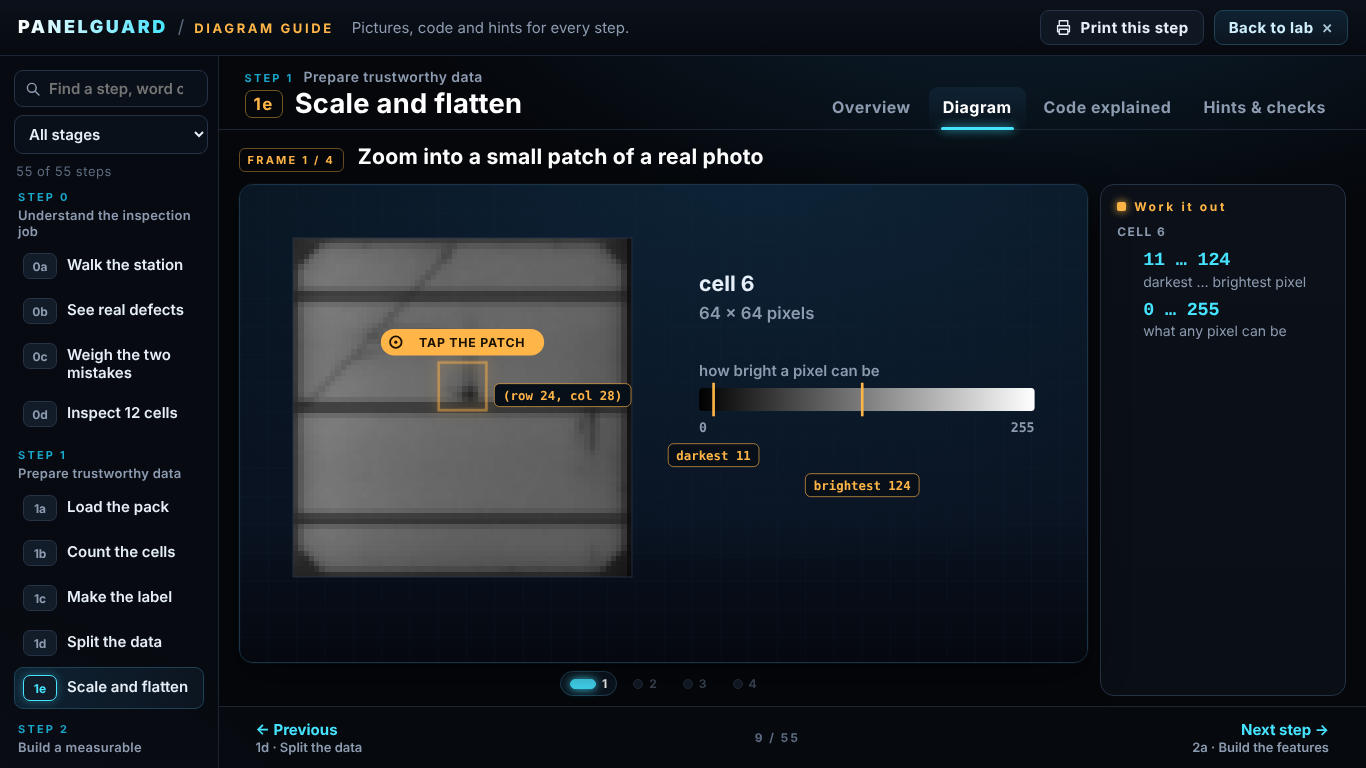 PANELGUARD / DIAGRAM GUIDE Pictures, code and hints for every step.
Print this step
Back to lab ×
Find a step, word c
All stages
55 of 55 steps
STEP 0
Understand the inspection
job
0a Walk the station
0b See real defects
0c Weigh the two
mistakes
0d Inspect 12 cells
STEP 1
Prepare trustworthy data
1a Load the pack
1b Count the cells
1c Make the label
1d Split the data
1e Scale and flatten
STEP 2
Build a measurable
STEP 1 Prepare trustworthy data
1e Scale and flatten
Overview
Diagram
Code explained
Hints & checks
FRAME 1 / 4 Zoom into a small patch of a real photo
TAP THE PATCH
(row 24, col 28)
cell 6
64 × 64 pixels
how bright a pixel can be
0 255
darkest 11
brightest 124
1 2 3 4
Work it out
CELL 6
11 … 124
darkest … brightest pixel
0 … 255
what any pixel can be
← Previous
1d · Split the data
9 / 55
Next step →
2a · Build the features